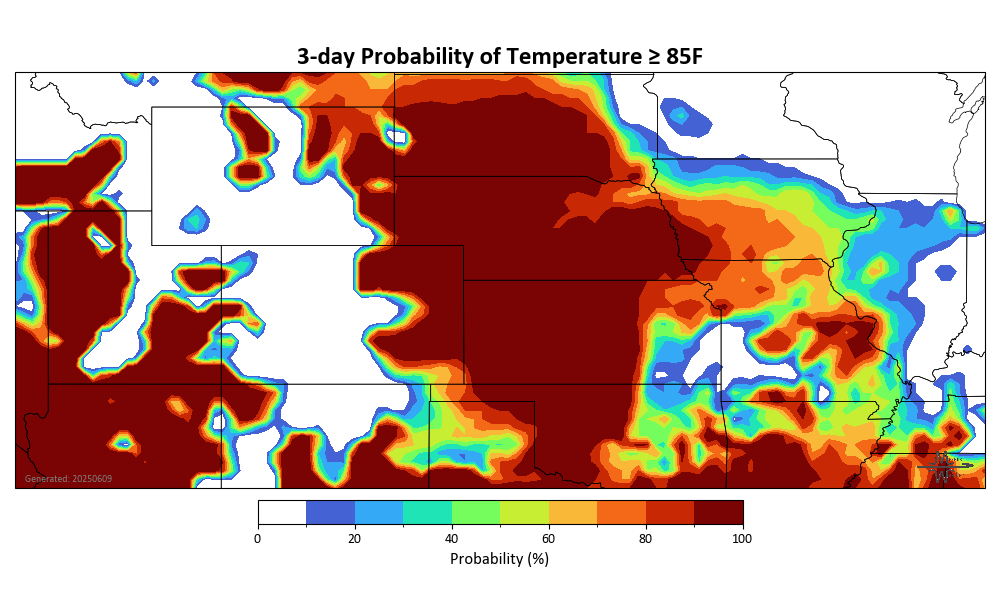 3-day Probability of Temperature ≥ 85F
Generated: 20250609
0 20 40 60 80 100
Probability (%)